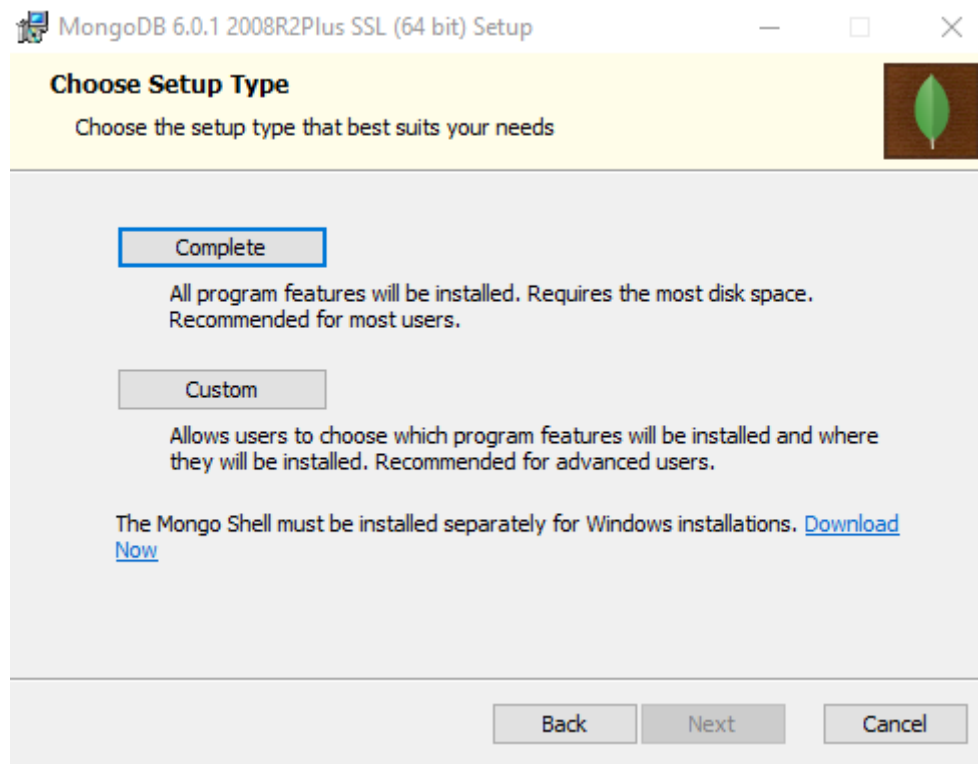 MongoDB 6.0.1 2008R2Plus SSL (64 bit) Setup
Choose Setup Type
Choose the setup type that best suits your needs
Complete
All program features will be installed. Requires the most disk space.
Recommended for most users.
Custom
Allows users to choose which program features will be installed and where
they will be installed. Recommended for advanced users.
The Mongo Shell must be installed separately for Windows installations. Download
Now
Back Next Cancel